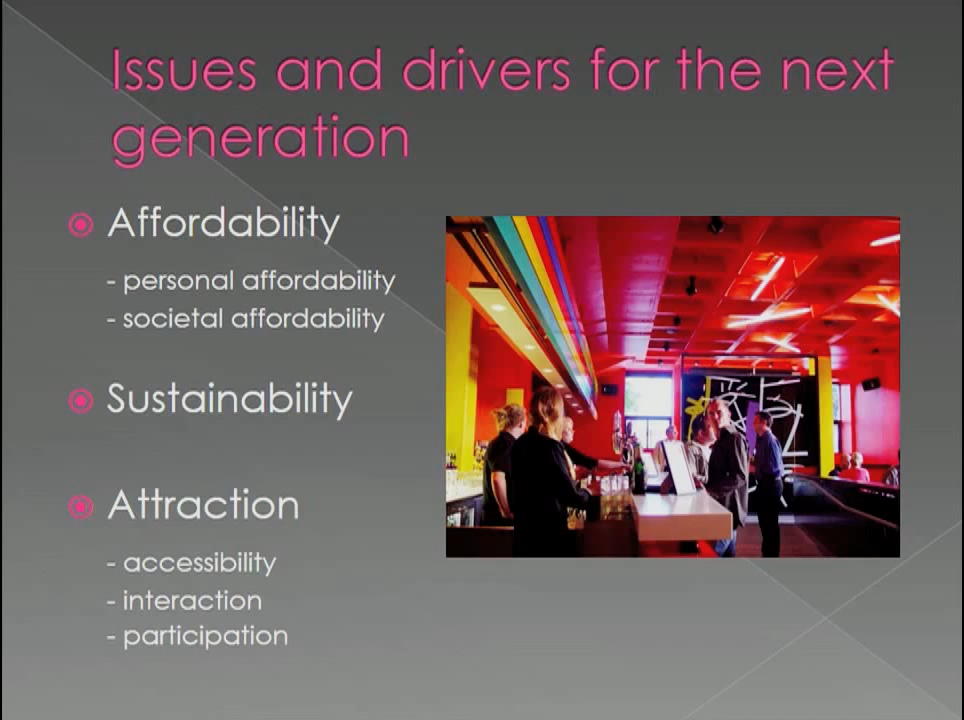 Issues and drivers for the next
generation
Affordability
- personal affordability
- societal affordability
Sustainability
Attraction
- accessibility
- interaction
- participation